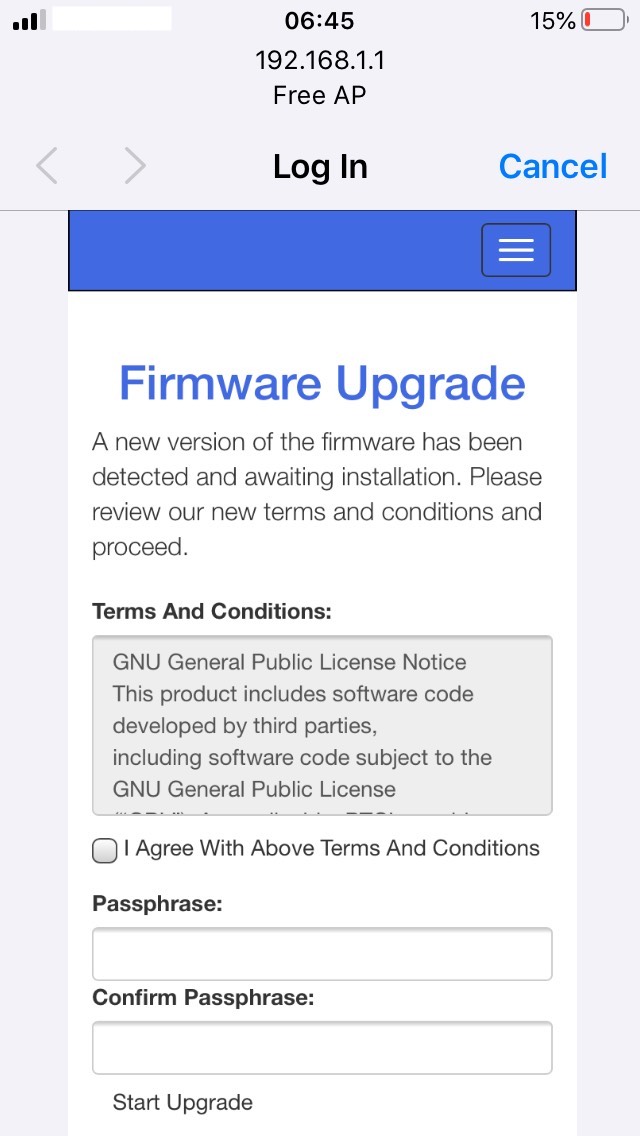 06:45
15%
192.168.1.1
Free AP
Log In
Cancel
Firmware Upgrade
A new version of the firmware has been
detected and awaiting installation. Please
review our new terms and conditions and
proceed.
Terms And Conditions:
GNU General Public License Notice
This product includes software code
developed by third parties,
including software code subject to the
GNU General Public License
I Agree With Above Terms And Conditions
Passphrase:
Confirm Passphrase:
Start Upgrade